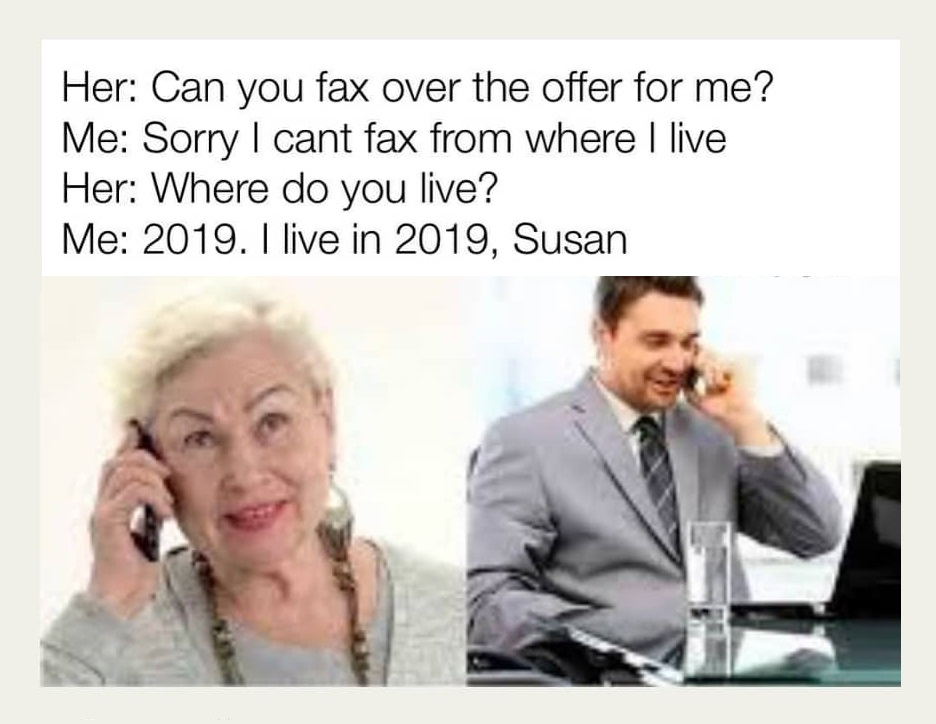 Her: Can you fax over the offer for me?
Me: Sorry I cant fax from where I live
Her: Where do you live?
Me: 2019. I live in 2019, Susan